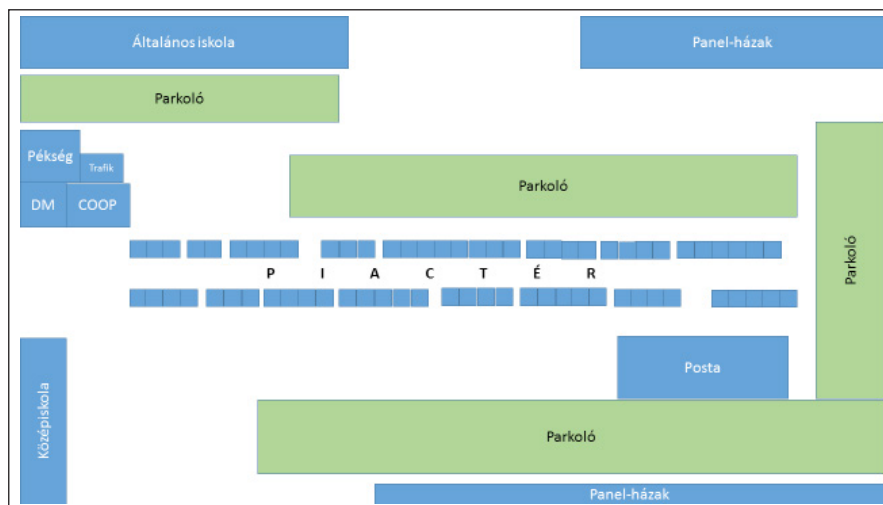 Általános iskola
Panel-házak
Parkoló
Pékség
Trafik
Parkoló
DM
COOP
Parkoló
P I A C T É R
Posta
Középiskola
Parkoló
Panel-házak